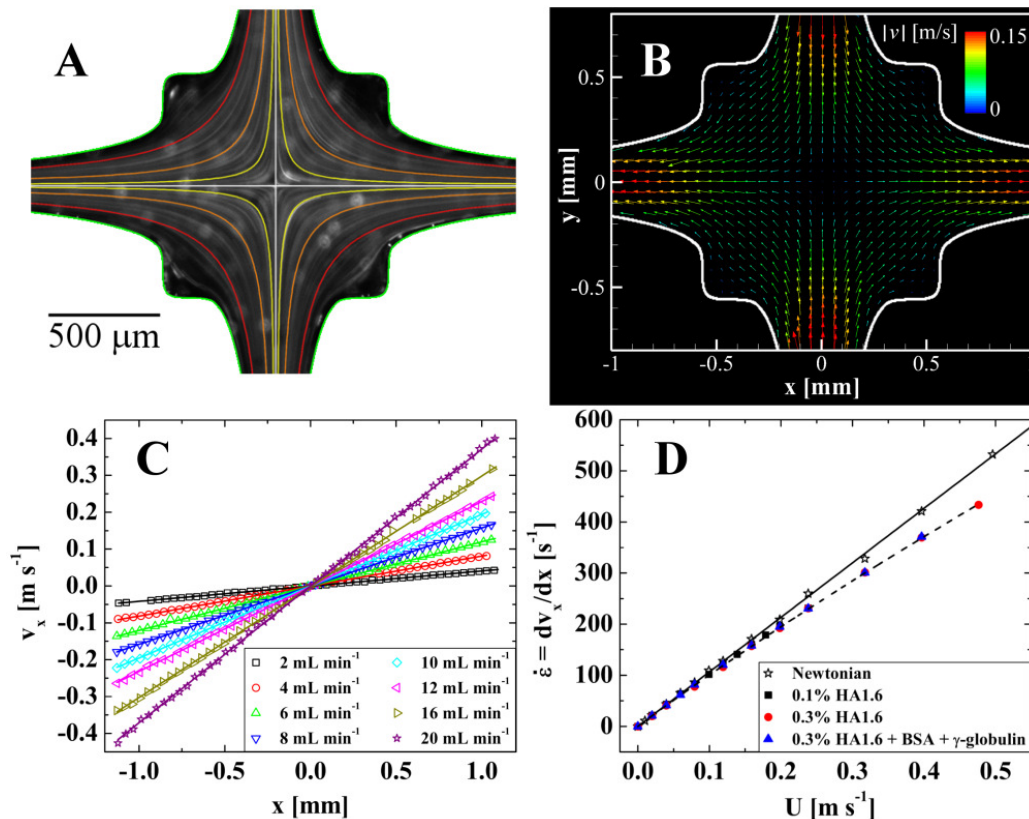 A
500 μm
B
|v| [m/s]
0.15
0
0.5
0
-0.5
y [mm]
-1
-0.5
0
0.5
x [mm]
C
0.4
0.3
0.2
0.1
0.0
-0.1
-0.2
-0.3
-0.4
v_x [m s⁻¹]
2 mL min⁻¹
4 mL min⁻¹
6 mL min⁻¹
8 mL min⁻¹
10 mL min⁻¹
12 mL min⁻¹
16 mL min⁻¹
20 mL min⁻¹
-1.0 -0.5 0.0 0.5 1.0
x [mm]
D
600
500
400
300
200
100
0
ε̇ = dv_x/dx [s⁻¹]
Newtonian
0.1% HA1.6
0.3% HA1.6
0.3% HA1.6 + BSA + γ-globulin
0.0 0.1 0.2 0.3 0.4 0.5
U [m s⁻¹]